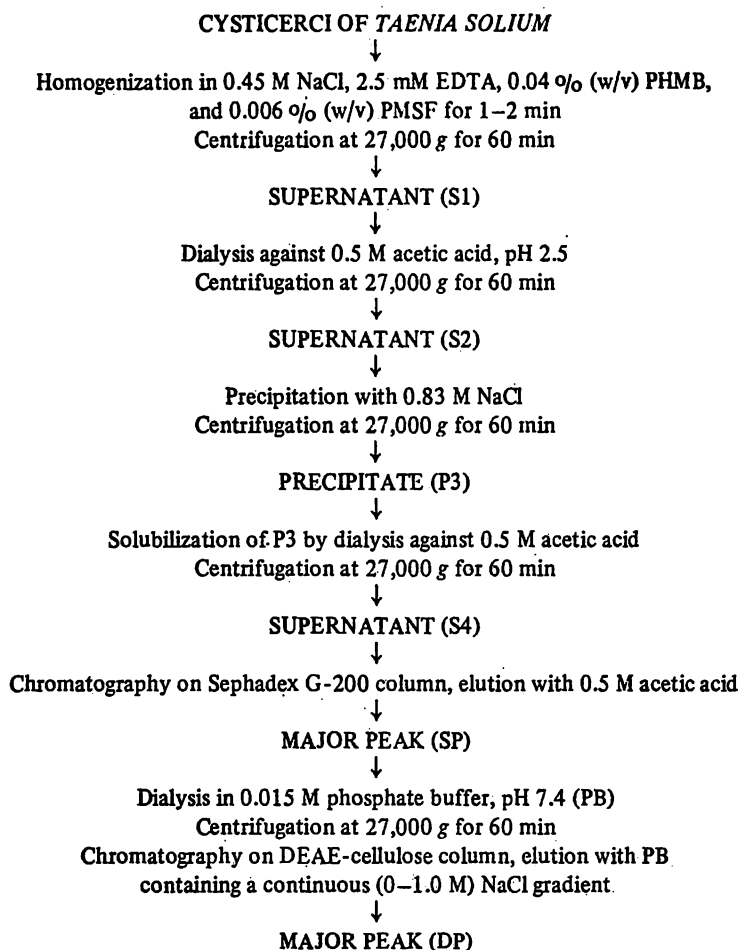 CYSTICERCI OF TAENIA SOLIUM
↓
Homogenization in 0.45 M NaCl, 2.5 mM EDTA, 0.04 % (w/v) PHMB,
and 0.006 % (w/v) PMSF for 1–2 min
Centrifugation at 27,000 g for 60 min
↓
SUPERNATANT (S1)
↓
Dialysis against 0.5 M acetic acid, pH 2.5
Centrifugation at 27,000 g for 60 min
↓
SUPERNATANT (S2)
↓
Precipitation with 0.83 M NaCl
Centrifugation at 27,000 g for 60 min
↓
PRECIPITATE (P3)
↓
Solubilization of P3 by dialysis against 0.5 M acetic acid
Centrifugation at 27,000 g for 60 min
↓
SUPERNATANT (S4)
↓
Chromatography on Sephadex G-200 column, elution with 0.5 M acetic acid
↓
MAJOR PEAK (SP)
↓
Dialysis in 0.015 M phosphate buffer, pH 7.4 (PB)
Centrifugation at 27,000 g for 60 min
Chromatography on DEAE-cellulose column, elution with PB
containing a continuous (0–1.0 M) NaCl gradient
↓
MAJOR PEAK (DP)